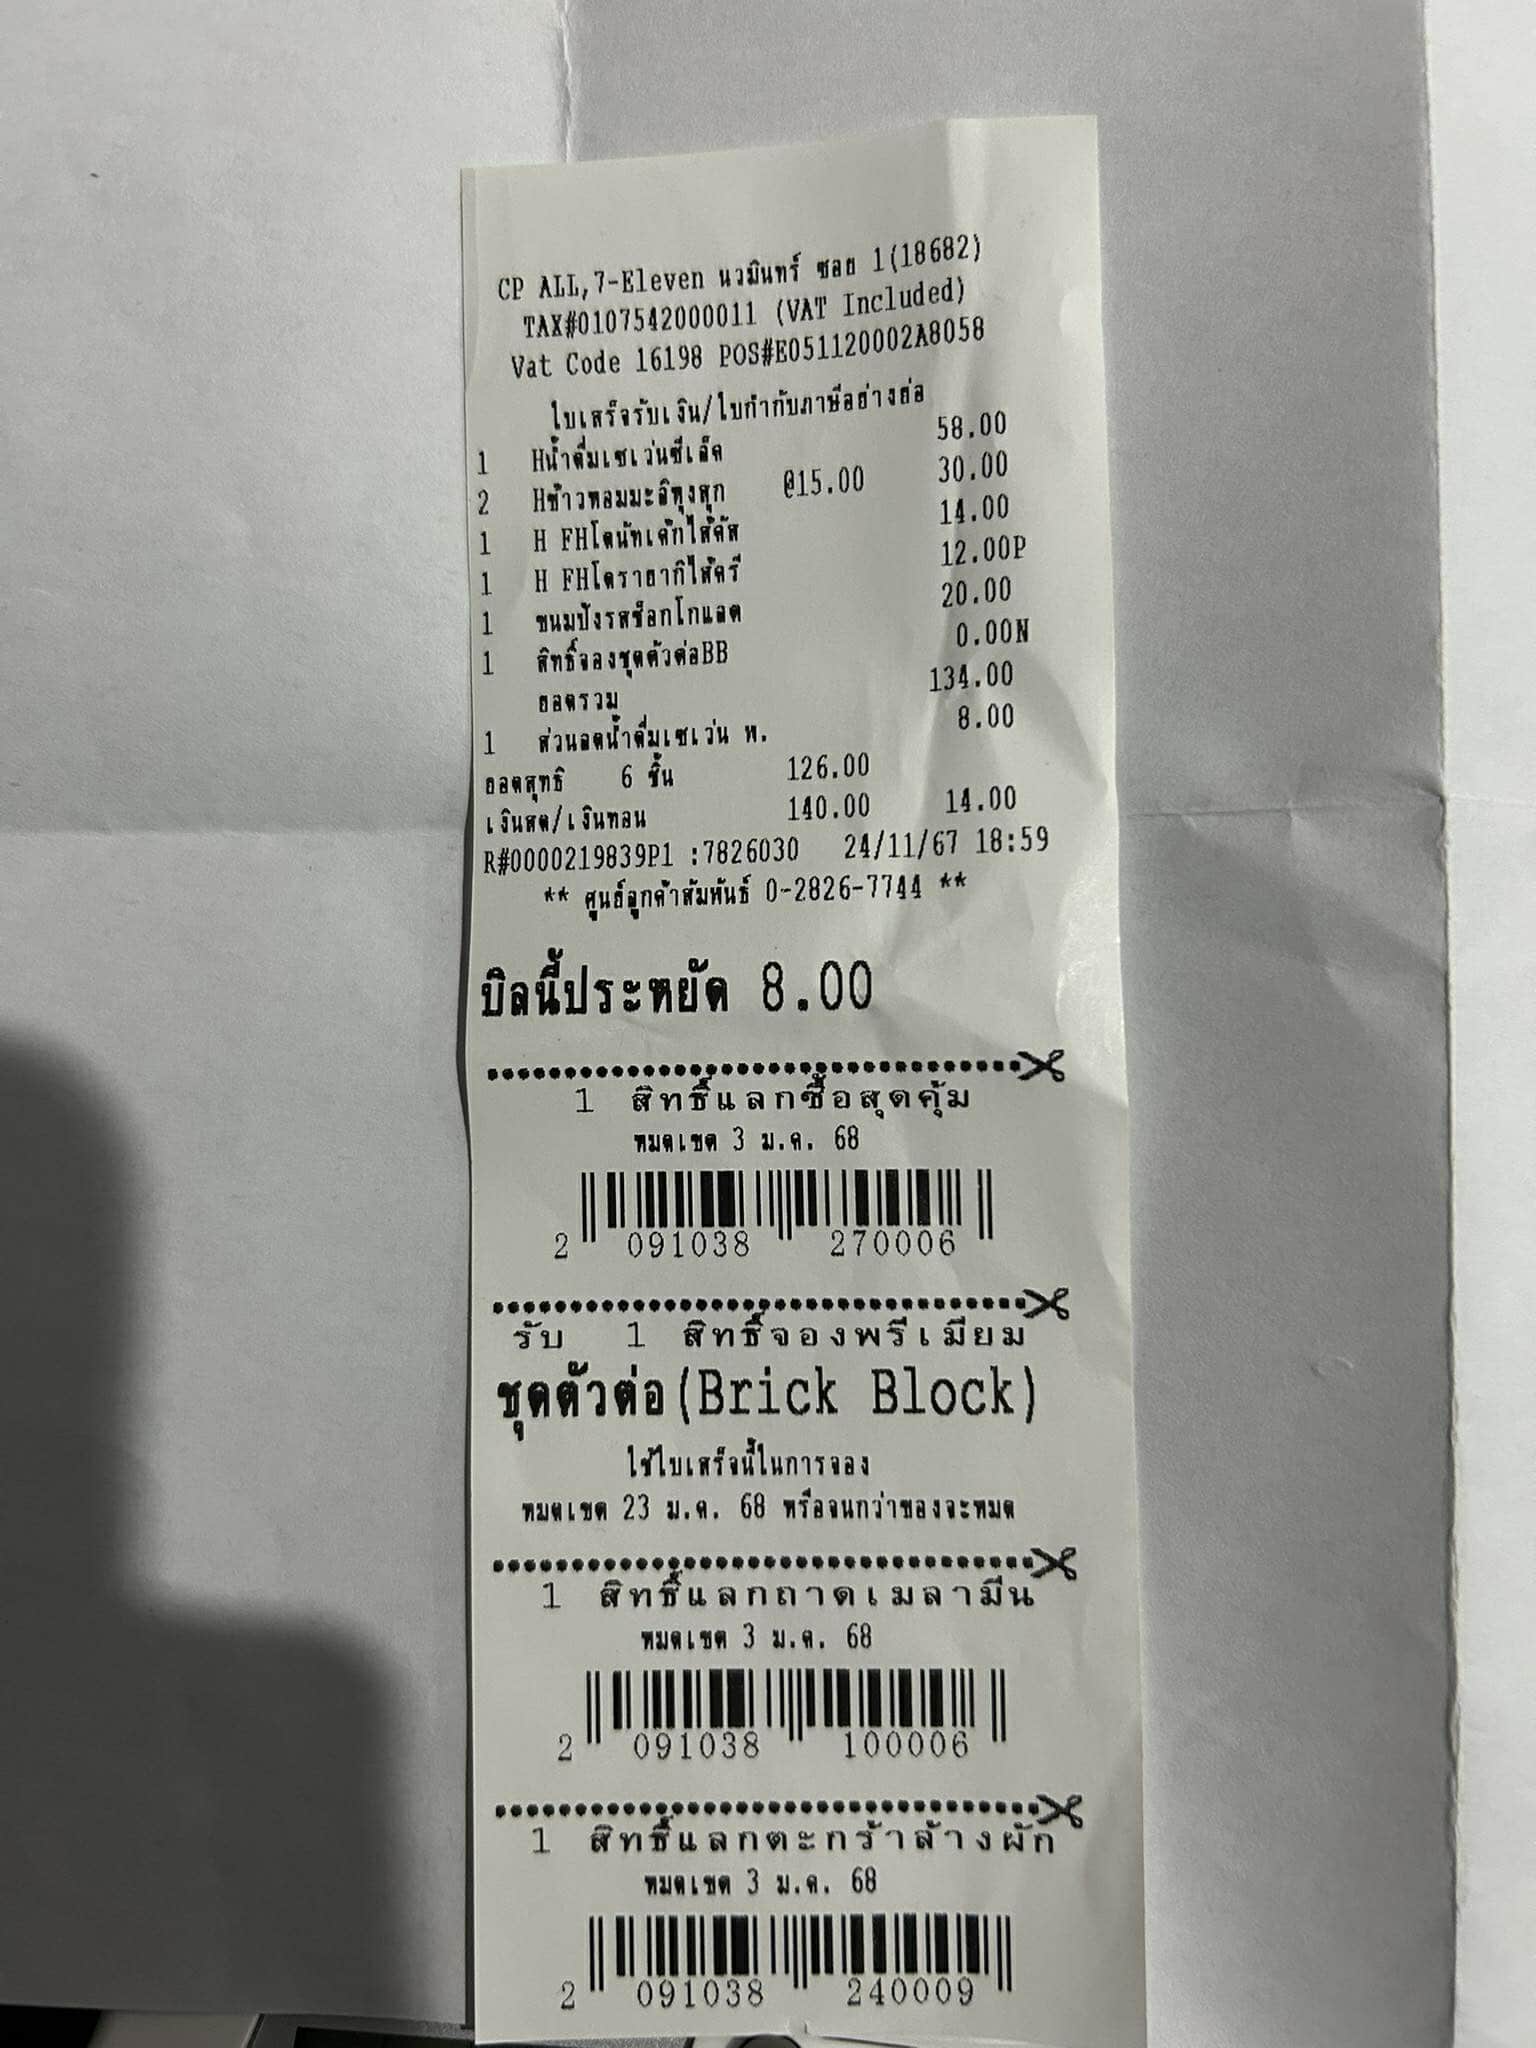 CP ALL,7-Eleven นวมินทร์ ซอย 1(18682)
TAX#0107542000011 (VAT Included)
Vat Code 16198 POS#E051120002A8058
ใบเสร็จรับเงิน/ใบกำกับภาษีอย่างย่อ
1 Hน้ำดื่มเซเว่นซีเล็ค 58.00
2 Hข้าวหอมมะลิหุงสุก @15.00 30.00
1 H FHโดนัทเค้กไส้คัส 14.00
1 H FHโดรายากิไส้ครี 12.00P
1 ขนมปังรสช็อกโกแลต 20.00
1 สิทธิ์จองชุดตัวต่อBB 0.00N
ยอดรวม 134.00
1 ส่วนลดน้ำดื่มเซเว่น ท. 8.00
ยอดสุทธิ 6 ชิ้น 126.00
เงินสด/เงินทอน 140.00 14.00
R#0000219839P1 :7826030 24/11/67 18:59
** ศูนย์ลูกค้าสัมพันธ์ 0-2826-7744 **
บิลนี้ประหยัด 8.00
1 สิทธิ์แลกซื้อสุดคุ้ม
หมดเขต 3 ม.ค. 68
2 091038 270006
รับ 1 สิทธิ์จองพรีเมียม
ชุดตัวต่อ(Brick Block)
ใช้ใบเสร็จนี้ในการจอง
หมดเขต 23 ม.ค. 68 หรือจนกว่าของจะหมด
1 สิทธิ์แลกถาดเมลามีน
หมดเขต 3 ม.ค. 68
2 091038 100006
1 สิทธิ์แลกตะกร้าล้างผัก
หมดเขต 3 ม.ค. 68
2 091038 240009